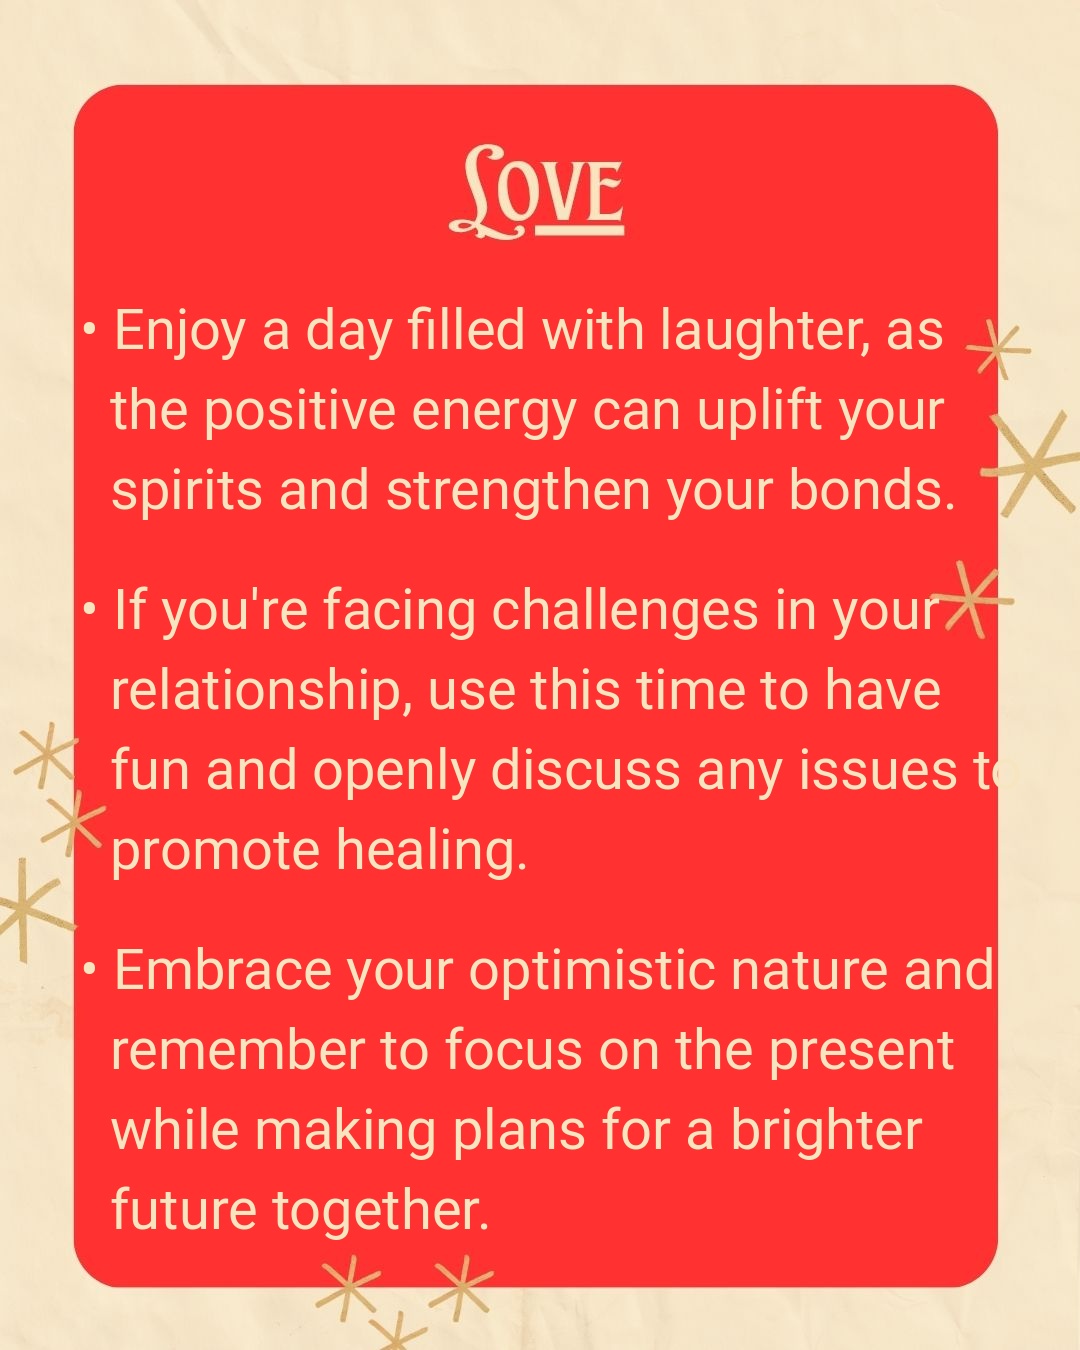 Love
• Enjoy a day filled with laughter, as
the positive energy can uplift your
spirits and strengthen your bonds.
• If you're facing challenges in your
relationship, use this time to have
fun and openly discuss any issues to
promote healing.
• Embrace your optimistic nature and
remember to focus on the present
while making plans for a brighter
future together.